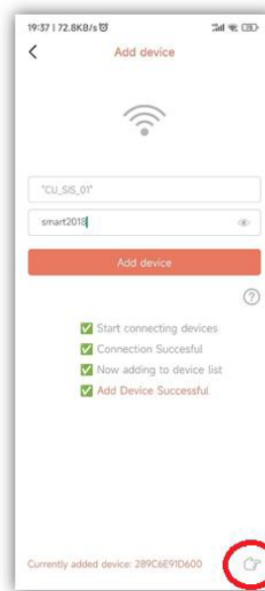 19:37 | 72.8KB/s
Add device
"CU_SIS_01"
smart2018
Add device
?
Start connecting devices
Connection Succesful
Now adding to device list
Add Device Successful
Currently added device: 289C6E91D600